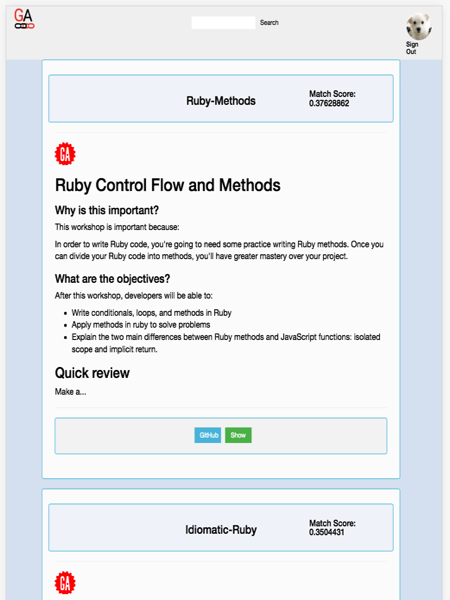 GA
Search
Sign
Out
Ruby-Methods
Match Score:
0.37628862
GA
Ruby Control Flow and Methods
Why is this important?
This workshop is important because:
In order to write Ruby code, you're going to need some practice writing Ruby methods. Once you
can divide your Ruby code into methods, you'll have greater mastery over your project.
What are the objectives?
After this workshop, developers will be able to:
Write conditionals, loops, and methods in Ruby
Apply methods in ruby to solve problems
Explain the two main differences between Ruby methods and JavaScript functions: isolated
scope and implicit return.
Quick review
Make a...
GitHub Show
Idiomatic-Ruby
Match Score:
0.3504431
GA